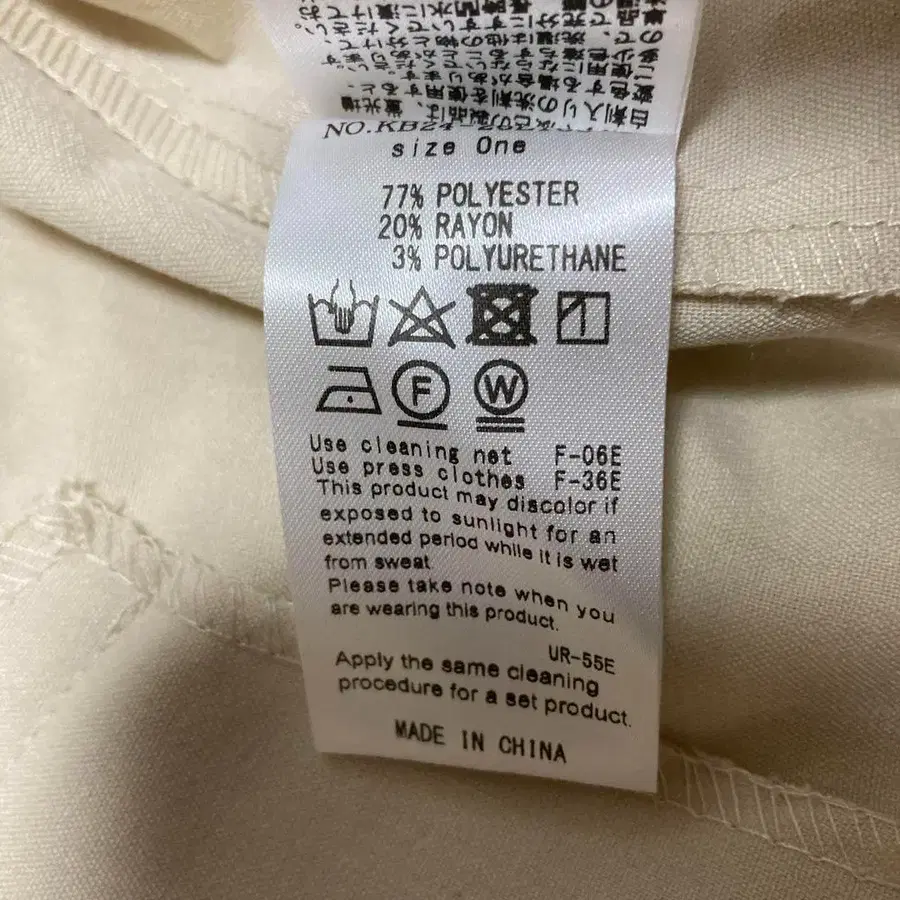 NO.KB24-
size One
77% POLYESTER
20% RAYON
3% POLYURETHANE
F W
Use cleaning net F-06E
Use press clothes F-36E
This product may discolor if
exposed to sunlight for an
extended period while it is wet
from sweat.
Please take note when you
are wearing this product.
UR-55E
Apply the same cleaning
procedure for a set product.
MADE IN CHINA